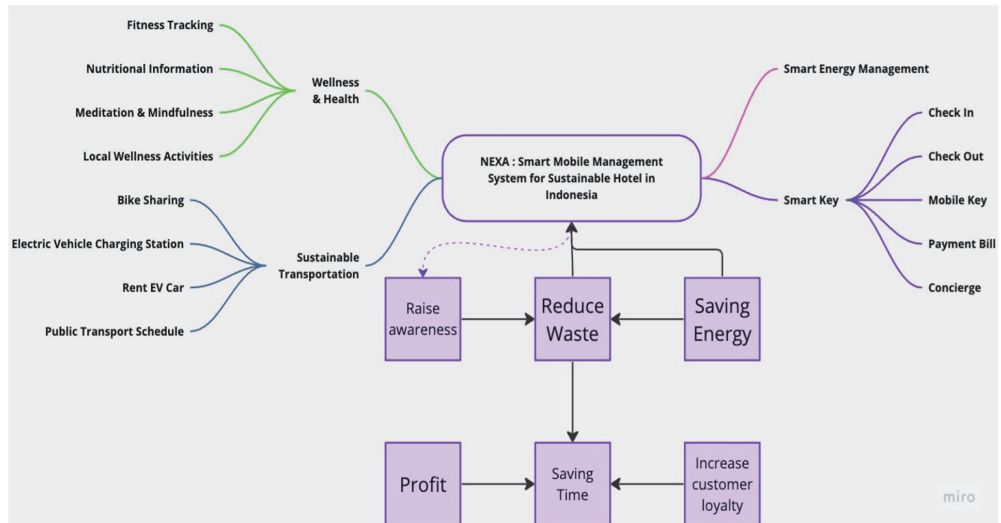 Fitness Tracking
Nutritional Information
Meditation & Mindfulness
Local Wellness Activities
Wellness
& Health
Bike Sharing
Electric Vehicle Charging Station
Rent EV Car
Public Transport Schedule
Sustainable
Transportation
NEXA : Smart Mobile Management
System for Sustainable Hotel in
Indonesia
Smart Energy Management
Smart Key
Check In
Check Out
Mobile Key
Payment Bill
Concierge
Raise
awareness
Reduce
Waste
Saving
Energy
Profit
Saving
Time
Increase
customer
loyalty
miro